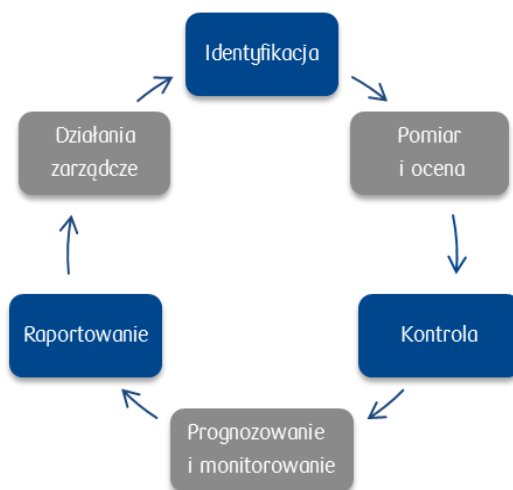 Identyfikacja
Pomiar
i ocena
Kontrola
Prognozowanie
i monitorowanie
Raportowanie
Działania
zarządcze